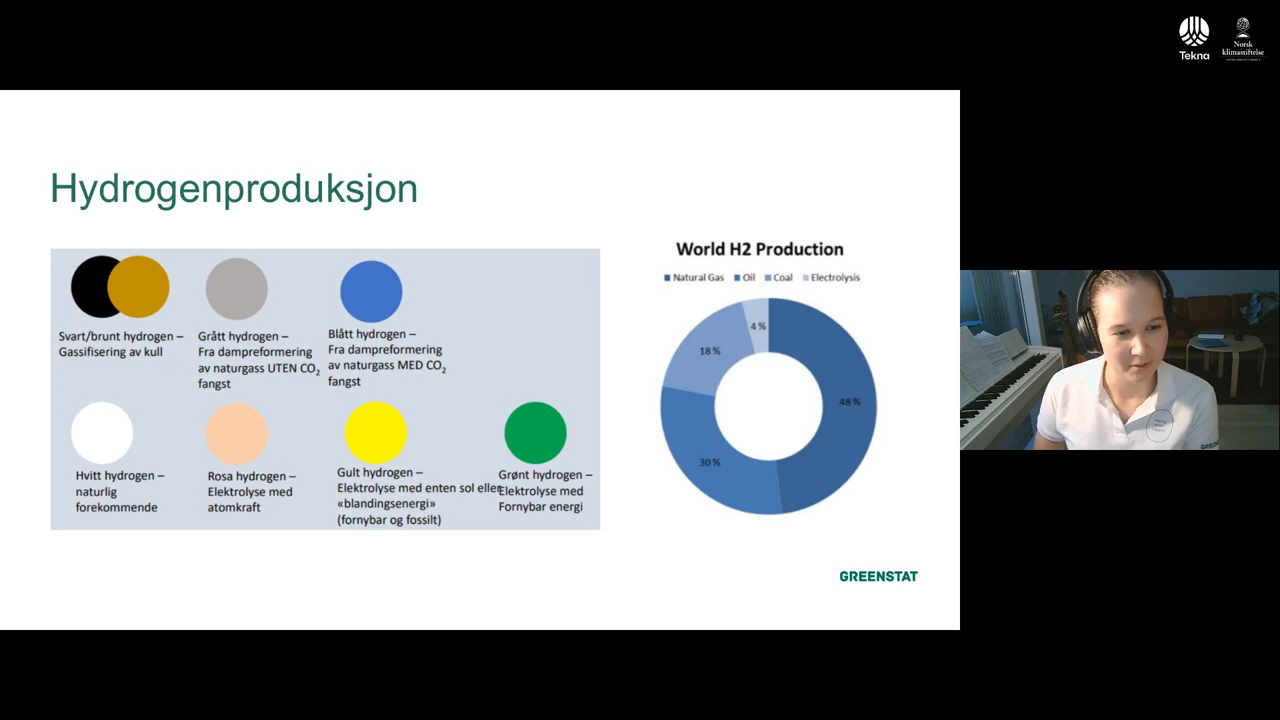 Tekna
Norsk
klimastiftelse
Hydrogenproduksjon
Svart/brunt hydrogen –
Gassifisering av kull
Grått hydrogen –
Fra dampreformering
av naturgass UTEN CO2
fangst
Blått hydrogen –
Fra dampreformering
av naturgass MED CO2
fangst
Hvitt hydrogen –
naturlig
forekommende
Rosa hydrogen –
Elektrolyse med
atomkraft
Gult hydrogen –
Elektrolyse med enten sol eller
«blandingsenergi»
(fornybar og fossilt)
Grønt hydrogen –
Elektrolyse med
Fornybar energi
World H2 Production
Natural Gas Oil Coal Electrolysis
4 %
18 %
48 %
30 %
GREENSTAT